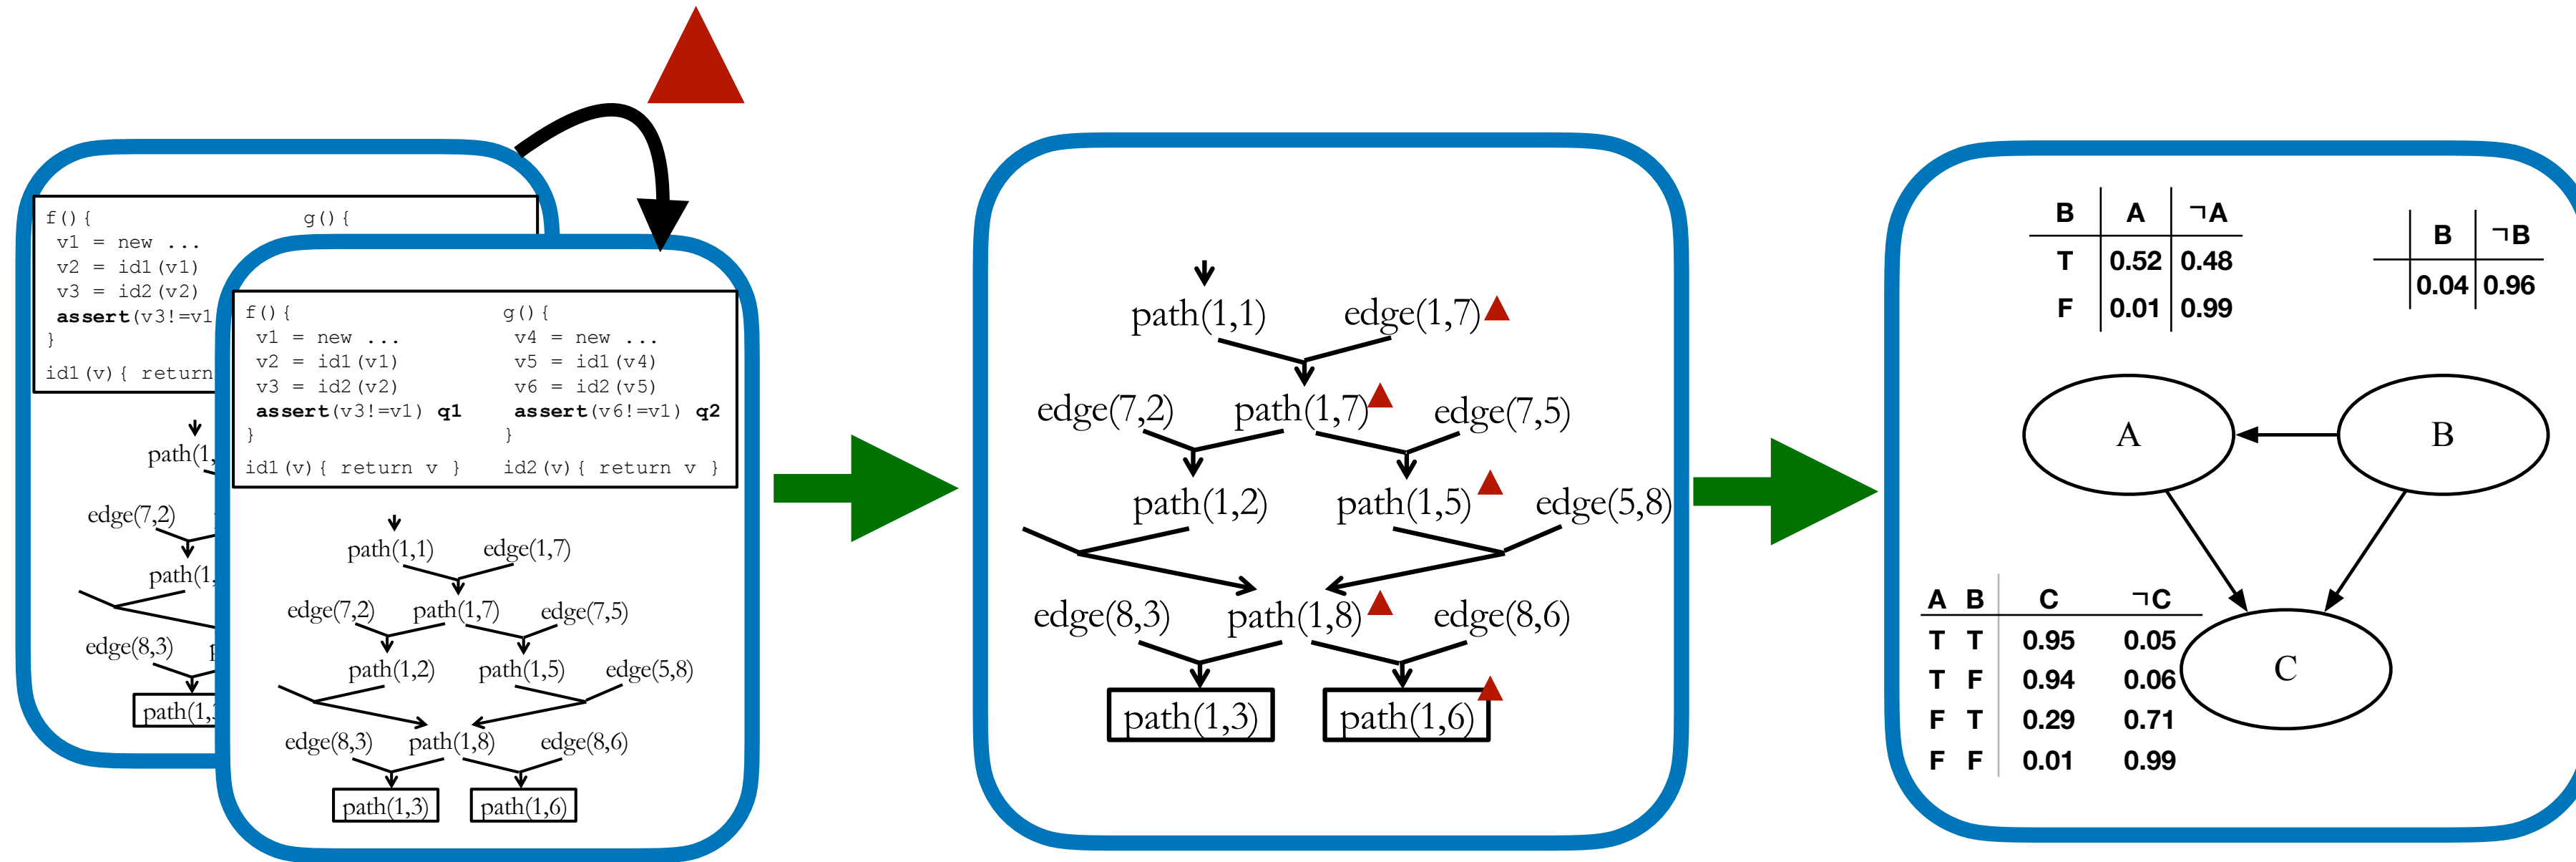 f(){ g(){
v1 = new ...
v2 = id1(v1)
v3 = id2(v2)
assert(v3!=v1
}
id1(v){ return
path(1,
edge(7,2)
path(1,
edge(8,3) p
path(1,3
f(){ g(){
v1 = new ... v4 = new ...
v2 = id1(v1) v5 = id1(v4)
v3 = id2(v2) v6 = id2(v5)
assert(v3!=v1) q1 assert(v6!=v1) q2
} }
id1(v){ return v } id2(v){ return v }
path(1,1) edge(1,7)
edge(7,2) path(1,7) edge(7,5)
path(1,2) path(1,5) edge(5,8)
edge(8,3) path(1,8) edge(8,6)
path(1,3) path(1,6)
path(1,1) edge(1,7)
edge(7,2) path(1,7) edge(7,5)
path(1,2) path(1,5) edge(5,8)
edge(8,3) path(1,8) edge(8,6)
path(1,3) path(1,6)
B A ¬A
T 0.52 0.48
F 0.01 0.99
B ¬B
0.04 0.96
A B
C
A B C ¬C
T T 0.95 0.05
T F 0.94 0.06
F T 0.29 0.71
F F 0.01 0.99